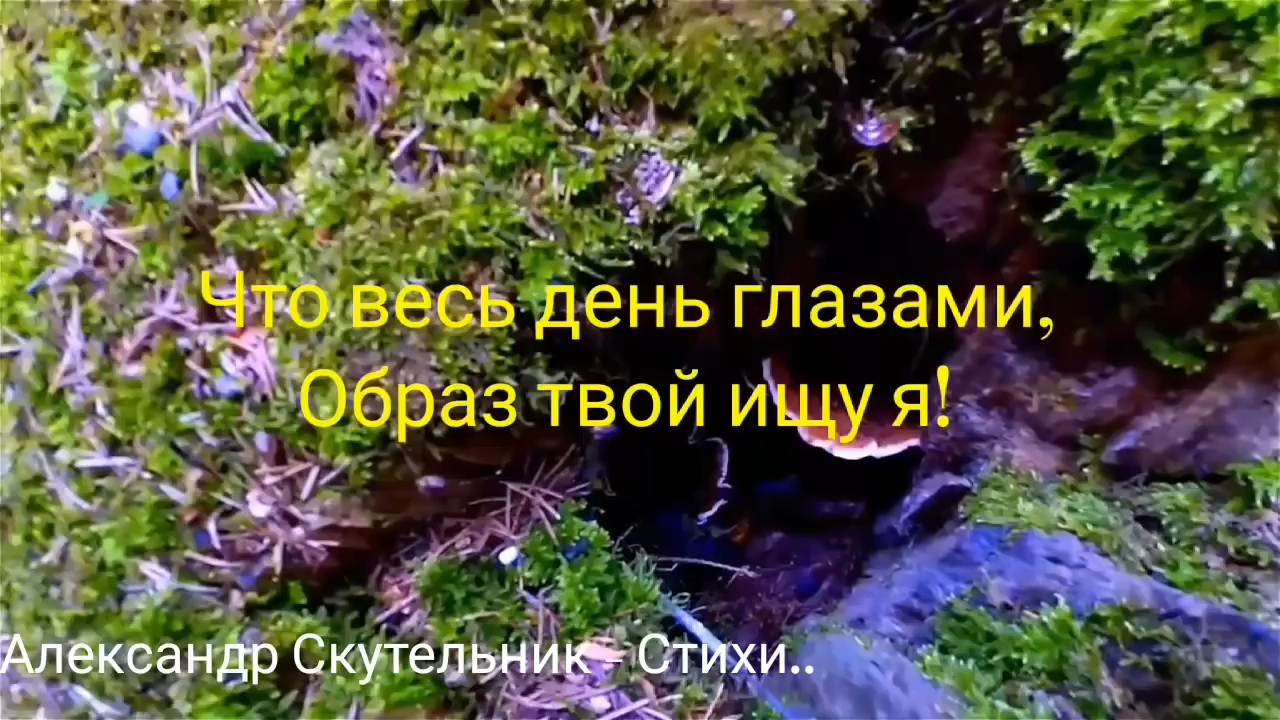 Что весь день глазами,
Образ твой ищу я!
Александр Скутельник - Стихи..